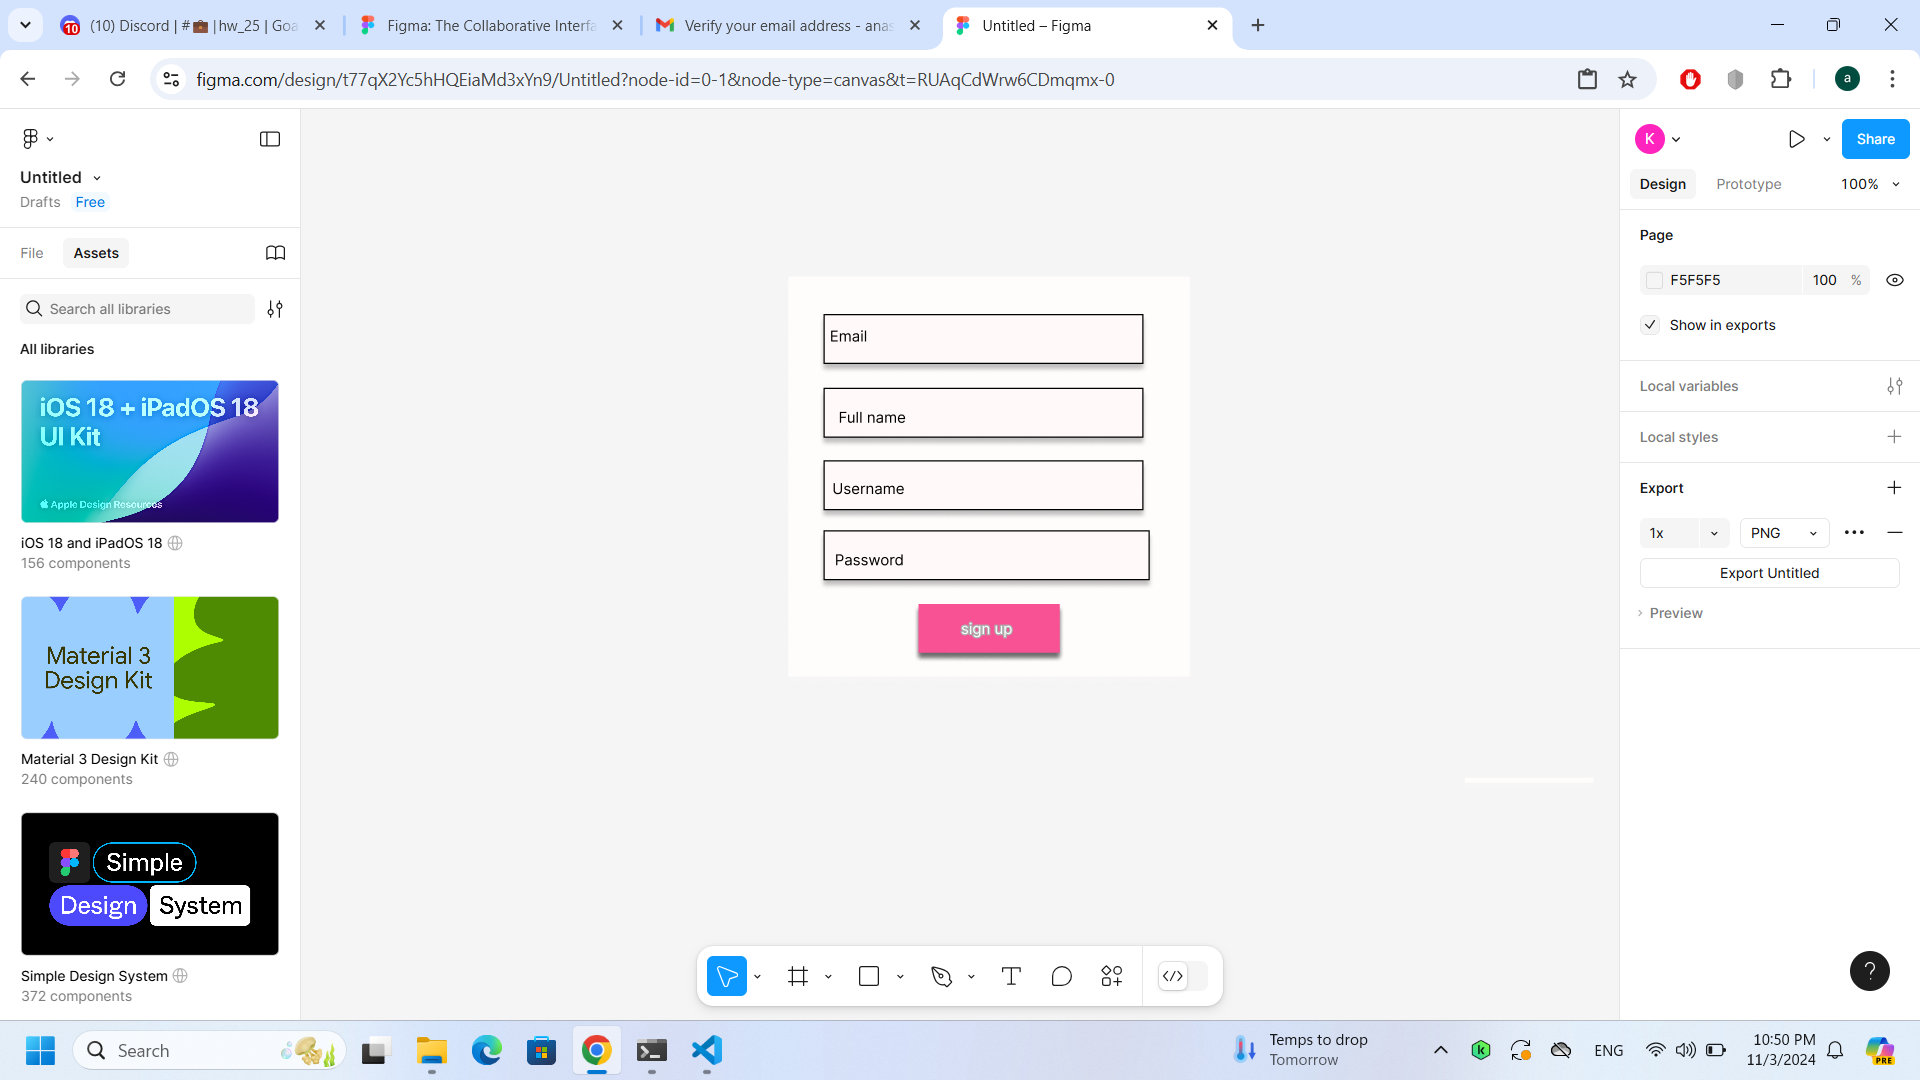 (10) Discord | #💼|hw_25 | Goa
Figma: The Collaborative Interfa
Verify your email address - anas
Untitled – Figma
figma.com/design/t77qX2Yc5hHQEiaMd3xYn9/Untitled?node-id=0-1&node-type=canvas&t=RUAqCdWrw6CDmqmx-0
a
Untitled
Drafts Free
File Assets
Search all libraries
All libraries
iOS 18 + iPadOS 18
UI Kit
Apple Design Resources
iOS 18 and iPadOS 18
156 components
Material 3
Design Kit
Material 3 Design Kit
240 components
Simple
Design System
Simple Design System
372 components
Email
Full name
Username
Password
sign up
K
Share
Design Prototype 100%
Page
F5F5F5 100 %
Show in exports
Local variables
Local styles
Export
1x PNG
Export Untitled
Preview
?
Search
Temps to drop
Tomorrow
ENG
10:50 PM
11/3/2024
PRE